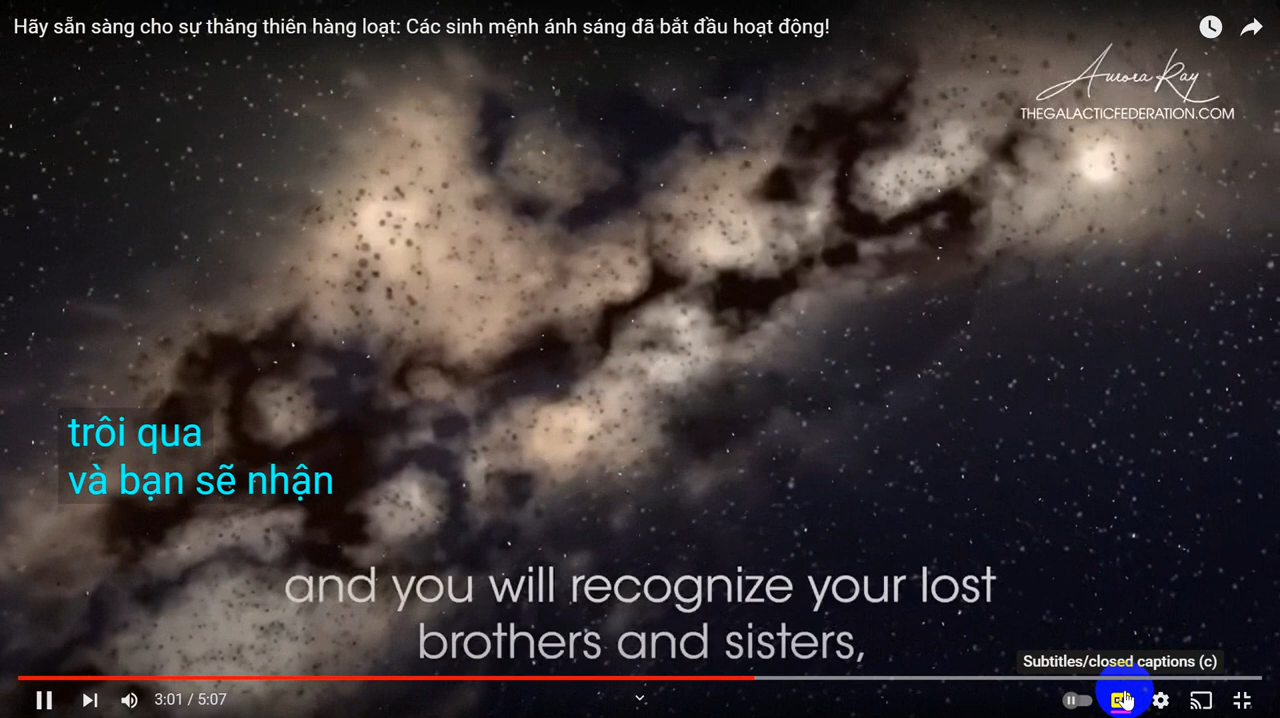 Hãy sẵn sàng cho sự thăng thiên hàng loạt: Các sinh mệnh ánh sáng đã bắt đầu hoạt động!
Aurora Ray
THEGALACTICFEDERATION.COM
trôi qua
và bạn sẽ nhận
and you will recognize your lost
brothers and sisters,
Subtitles/closed captions (c)
3:01 / 5:07